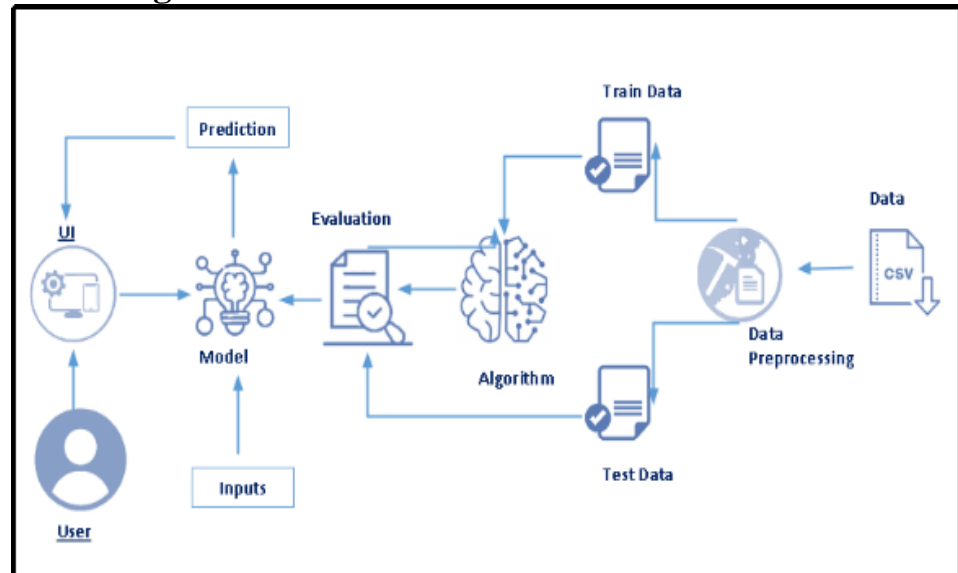 Train Data
Prediction
Data
Evaluation
UI
CSV
Model
Data
Preprocessing
Algorithm
Test Data
Inputs
User